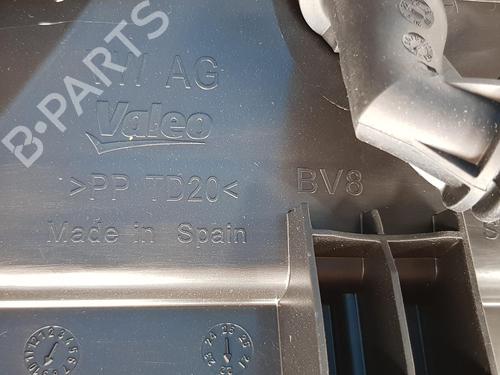 AG
Valeo
>PP TD20<
BV8
Made in Spain
B-PARTS